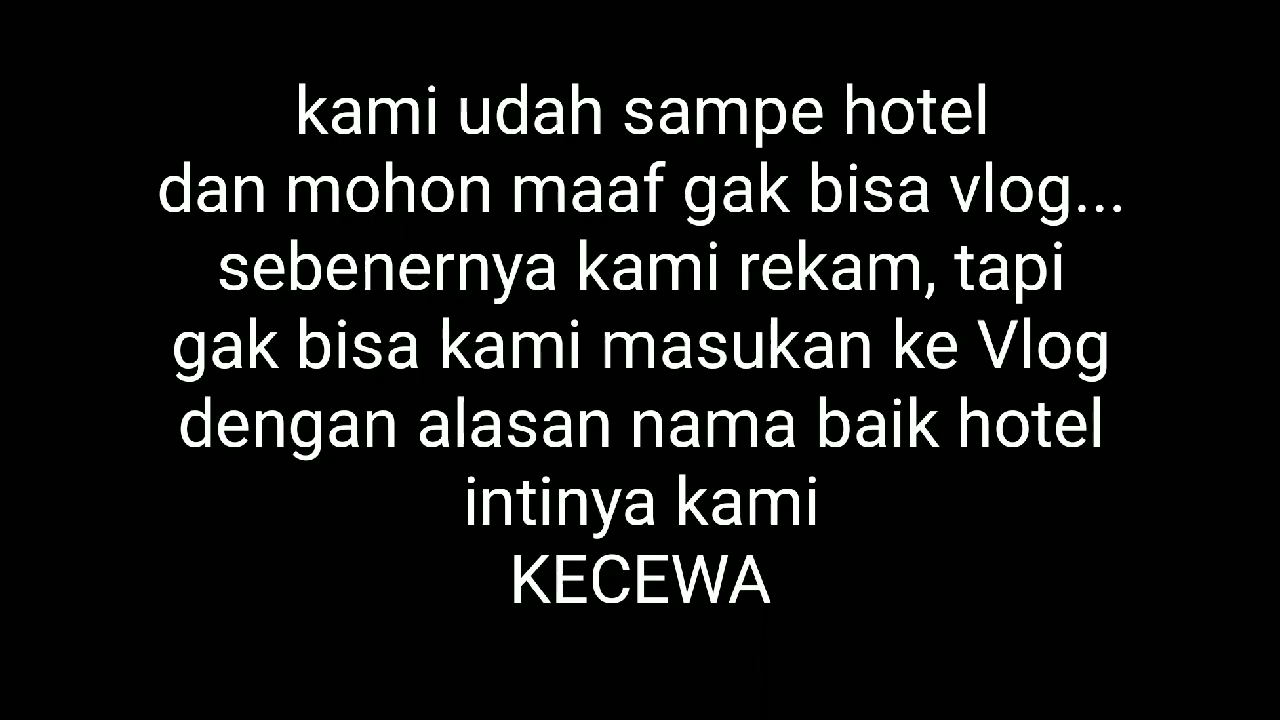 kami udah sampe hotel
dan mohon maaf gak bisa vlog...
sebenernya kami rekam, tapi
gak bisa kami masukan ke Vlog
dengan alasan nama baik hotel
intinya kami
KECEWA